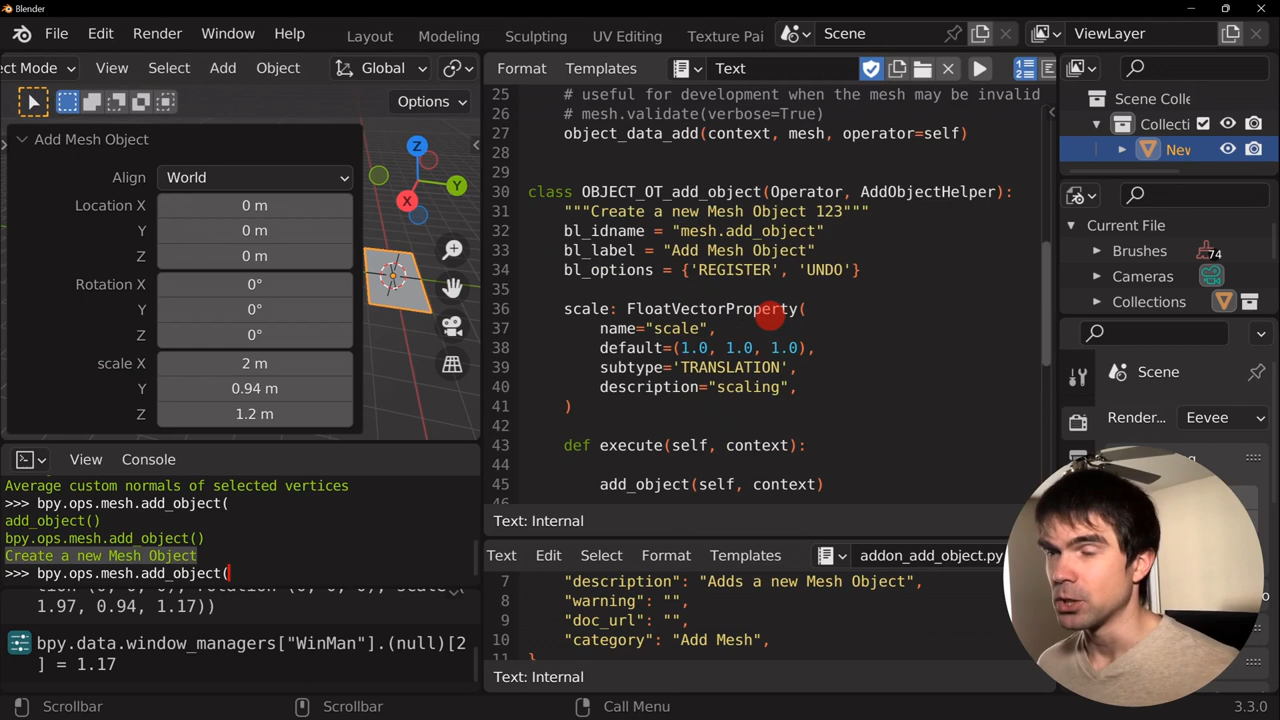 Blender
File Edit Render Window Help Layout Modeling Sculpting UV Editing Texture Pai Scene ViewLayer
ect Mode View Select Add Object Global Format Templates Text
Options
Add Mesh Object
Align World
Location X 0 m
Y 0 m
Z 0 m
Rotation X 0°
Y 0°
Z 0°
scale X 2 m
Y 0.94 m
Z 1.2 m
Z
Y
X
25 # useful for development when the mesh may be invalid
26 # mesh.validate(verbose=True)
27 object_data_add(context, mesh, operator=self)
28
29
30 class OBJECT_OT_add_object(Operator, AddObjectHelper):
31 """Create a new Mesh Object 123"""
32 bl_idname = "mesh.add_object"
33 bl_label = "Add Mesh Object"
34 bl_options = {'REGISTER', 'UNDO'}
35
36 scale: FloatVectorProperty(
37 name="scale",
38 default=(1.0, 1.0, 1.0),
39 subtype='TRANSLATION',
40 description="scaling",
41 )
42
43 def execute(self, context):
44
45 add_object(self, context)
Text: Internal
Scene Colle
Collecti
New
Current File
Brushes 74
Cameras
Collections
Scene
Render... Eevee
View Console
Average custom normals of selected vertices
>>> bpy.ops.mesh.add_object(
add_object()
bpy.ops.mesh.add_object()
Create a new Mesh Object
>>> bpy.ops.mesh.add_object(
1.97, 0.94, 1.17))
bpy.data.window_managers["WinMan"].(null)[2
] = 1.17
Text Edit Select Format Templates addon_add_object.py
7 "description": "Adds a new Mesh Object",
8 "warning": "",
9 "doc_url": "",
10 "category": "Add Mesh",
11 }
Text: Internal
Scrollbar Scrollbar Call Menu 3.3.0